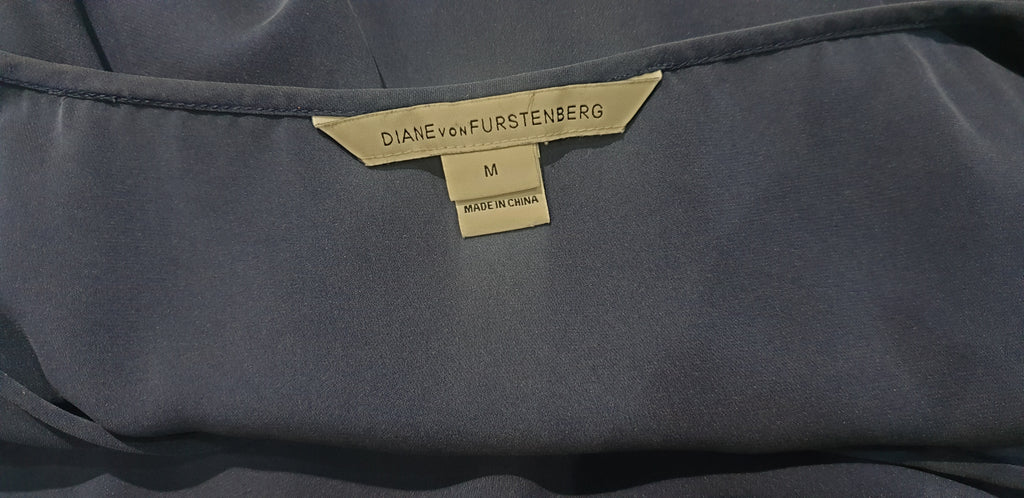 DIANE VON FURSTENBERG
M
MADE IN CHINA